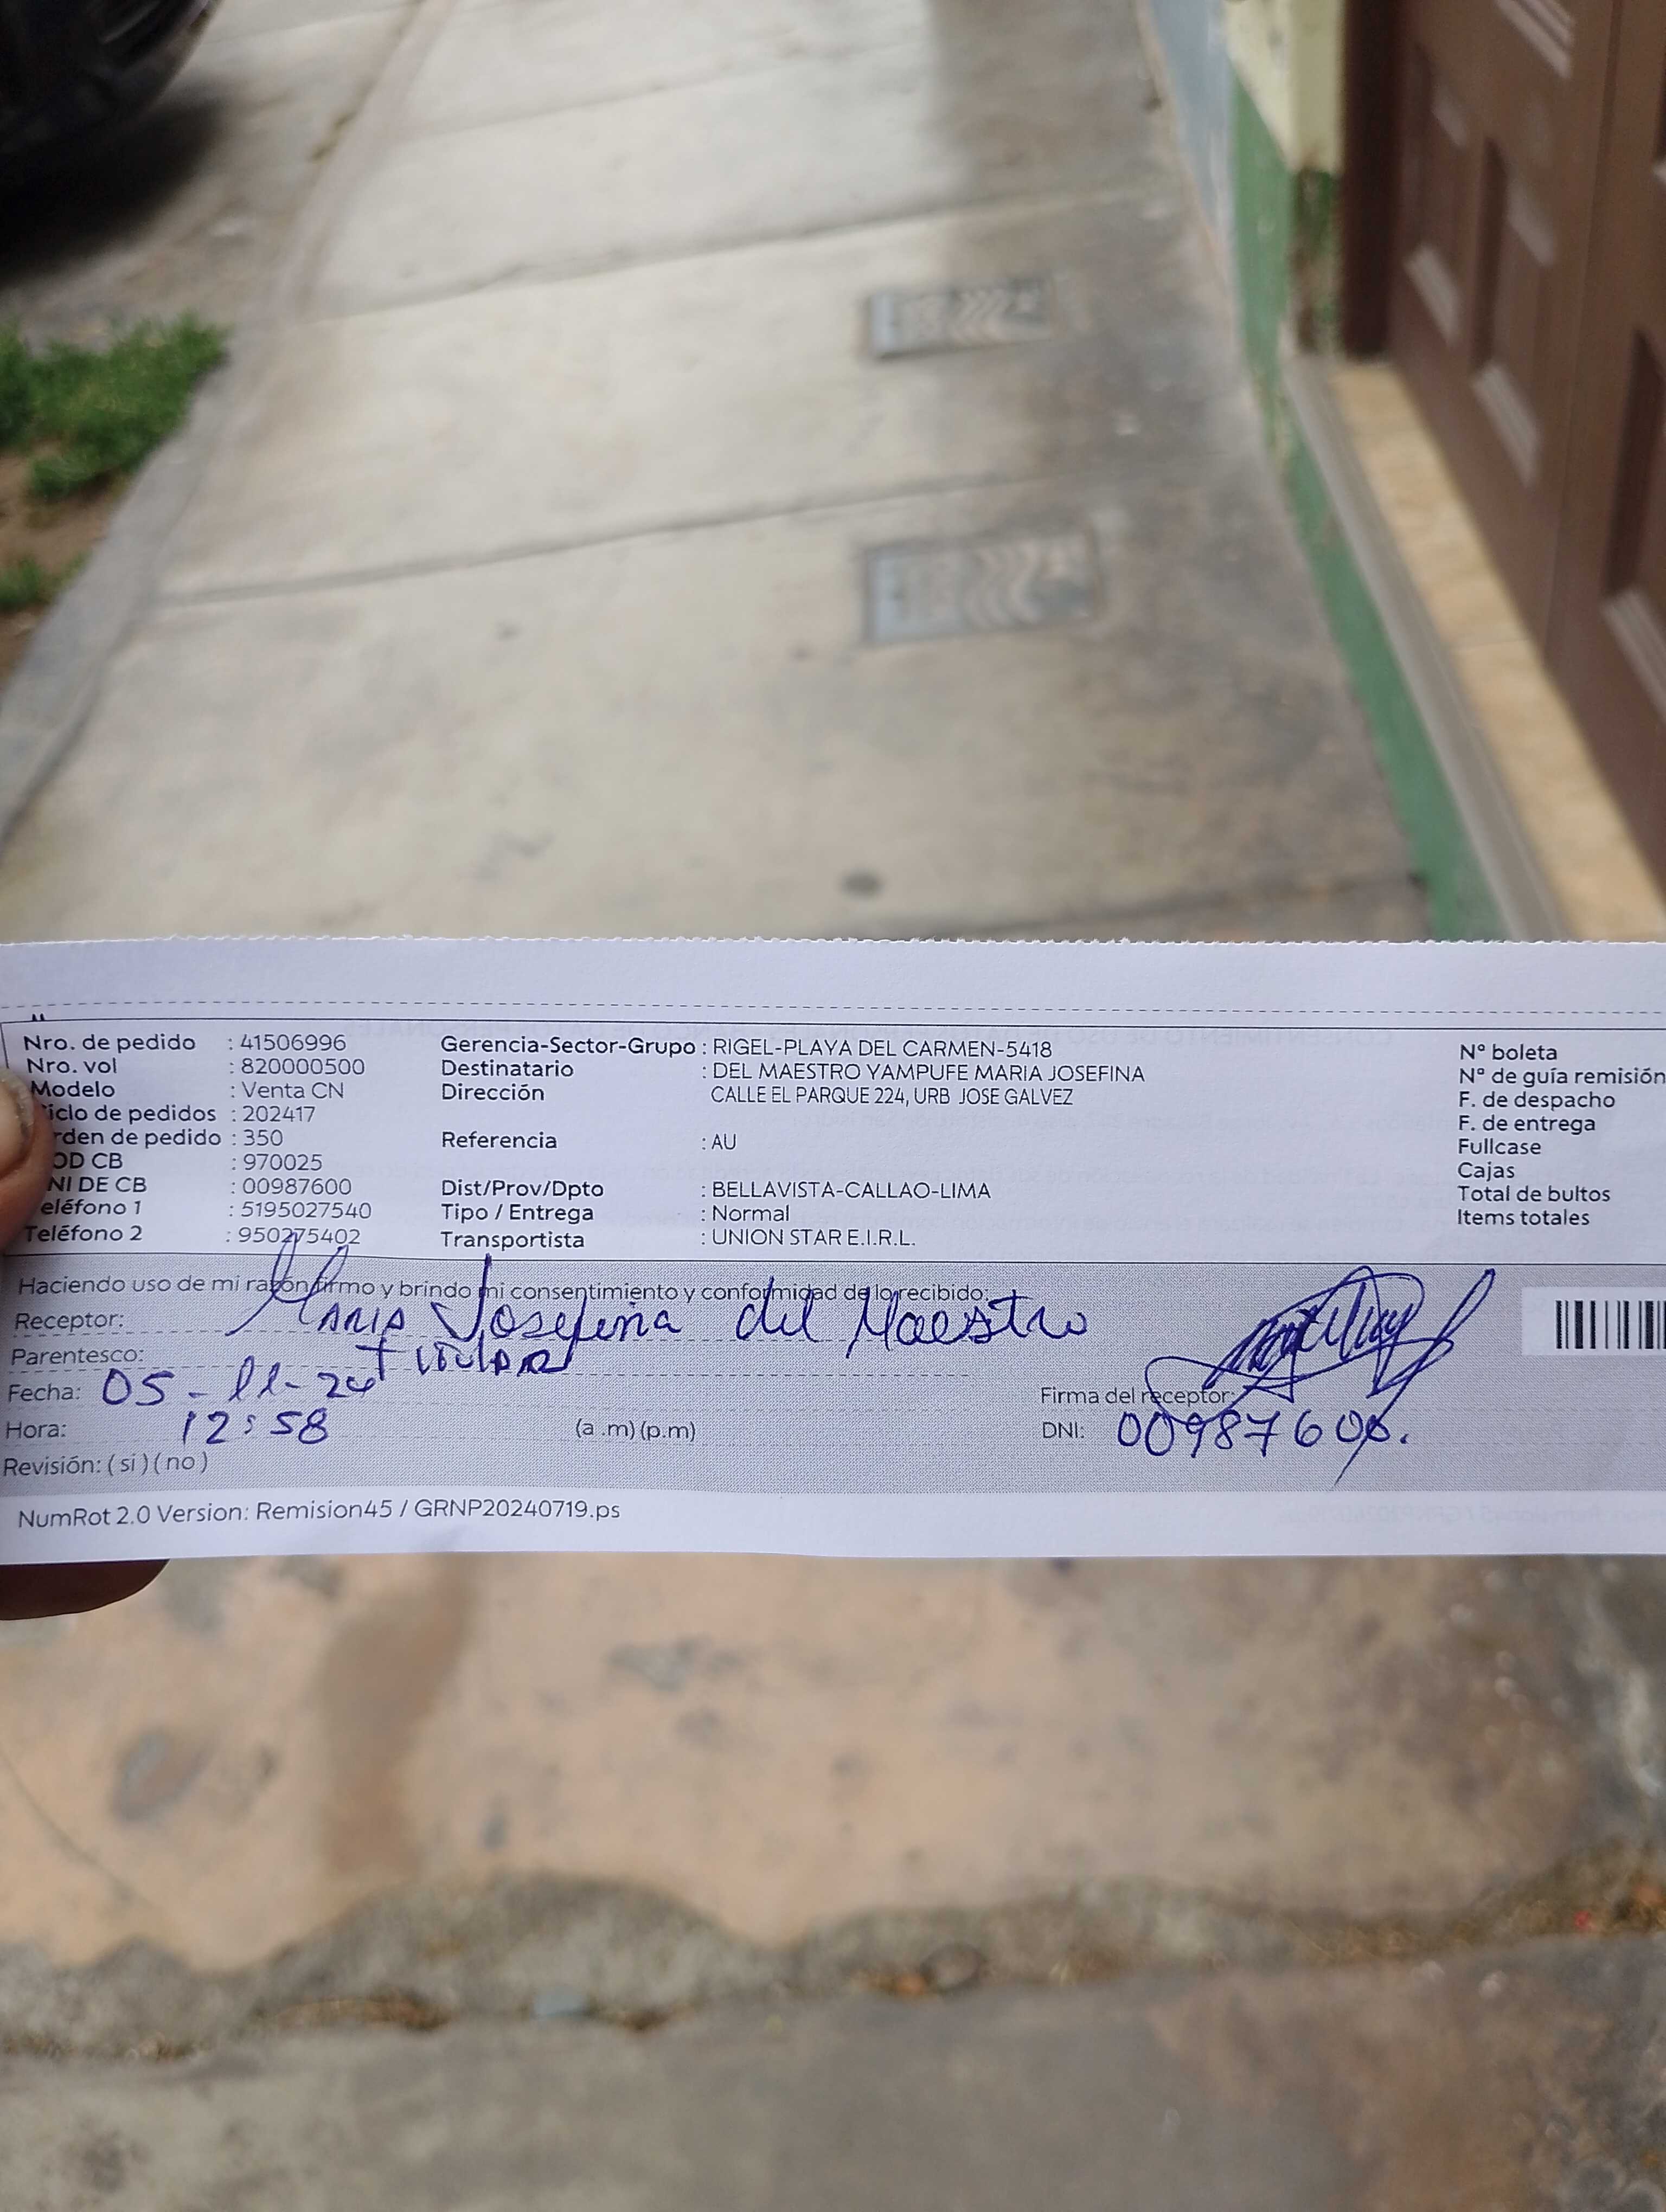 Nro. de pedido : 41506996
Nro. vol : 820000500
Modelo : Venta CN
iclo de pedidos : 202417
rden de pedido : 350
OD CB : 970025
NI DE CB : 00987600
eléfono 1 : 5195027540
Teléfono 2 : 950275402
Gerencia-Sector-Grupo : RIGEL-PLAYA DEL CARMEN-5418
Destinatario : DEL MAESTRO YAMPUFE MARIA JOSEFINA
Dirección CALLE EL PARQUE 224, URB JOSE GALVEZ
Referencia : AU
Dist/Prov/Dpto : BELLAVISTA-CALLAO-LIMA
Tipo / Entrega : Normal
Transportista : UNION STAR E.I.R.L.
N° boleta
N° de guía remisión
F. de despacho
F. de entrega
Fullcase
Cajas
Total de bultos
Items totales
Haciendo uso de mi razón firmo y brindo mi consentimiento y conformidad de lo recibido:
Receptor: MARIA Josefina del Maestro
Parentesco: titular
Fecha: 05-11-24
Firma del receptor:
Hora: 12:58 (a .m) (p.m)
DNI: 00987600.
Revisión: ( si ) ( no )
NumRot 2.0 Version: Remision45 / GRNP20240719.ps